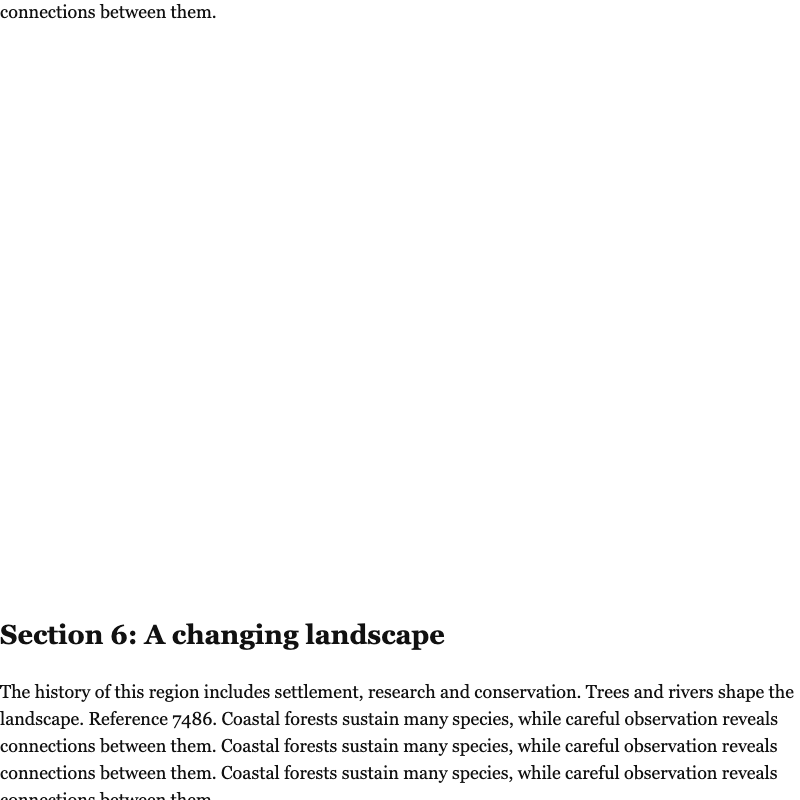 connections between them.
Section 6: A changing landscape
The history of this region includes settlement, research and conservation. Trees and rivers shape the
landscape. Reference 7486. Coastal forests sustain many species, while careful observation reveals
connections between them. Coastal forests sustain many species, while careful observation reveals
connections between them. Coastal forests sustain many species, while careful observation reveals
connections between them.